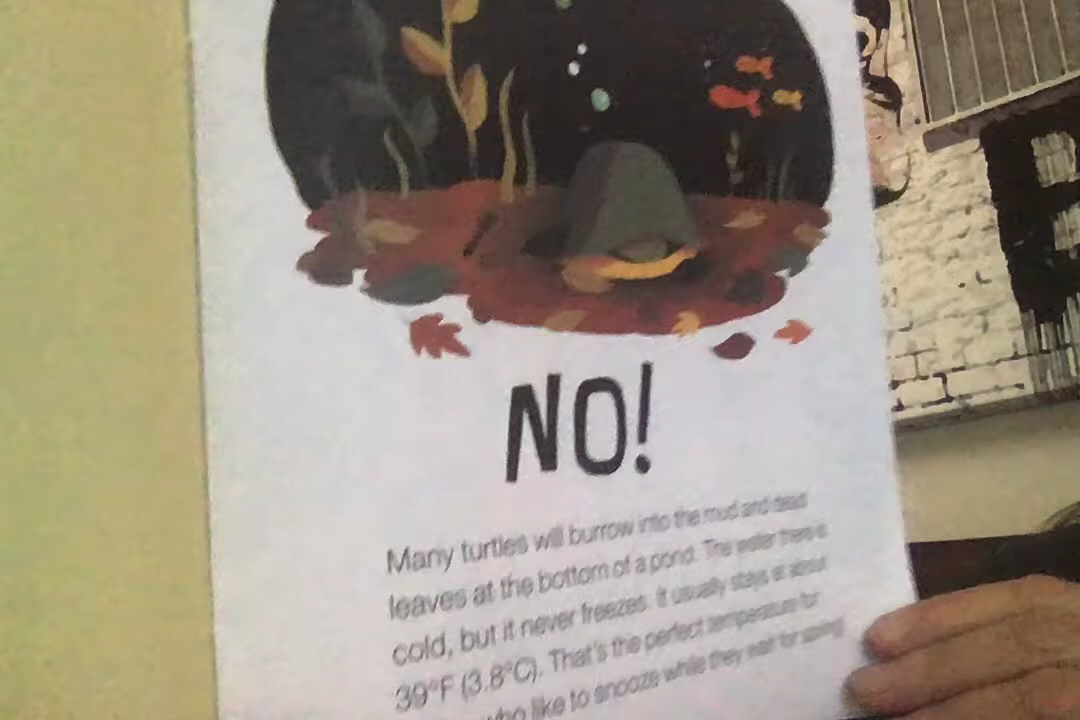 NO!
Many turtles will burrow into the mud and dead
leaves at the bottom of a pond. The water there is
cold, but it never freezes. It usually stays at about
39°F (3.8°C). That's the perfect temperature for
who like to snooze while they wait for spring!